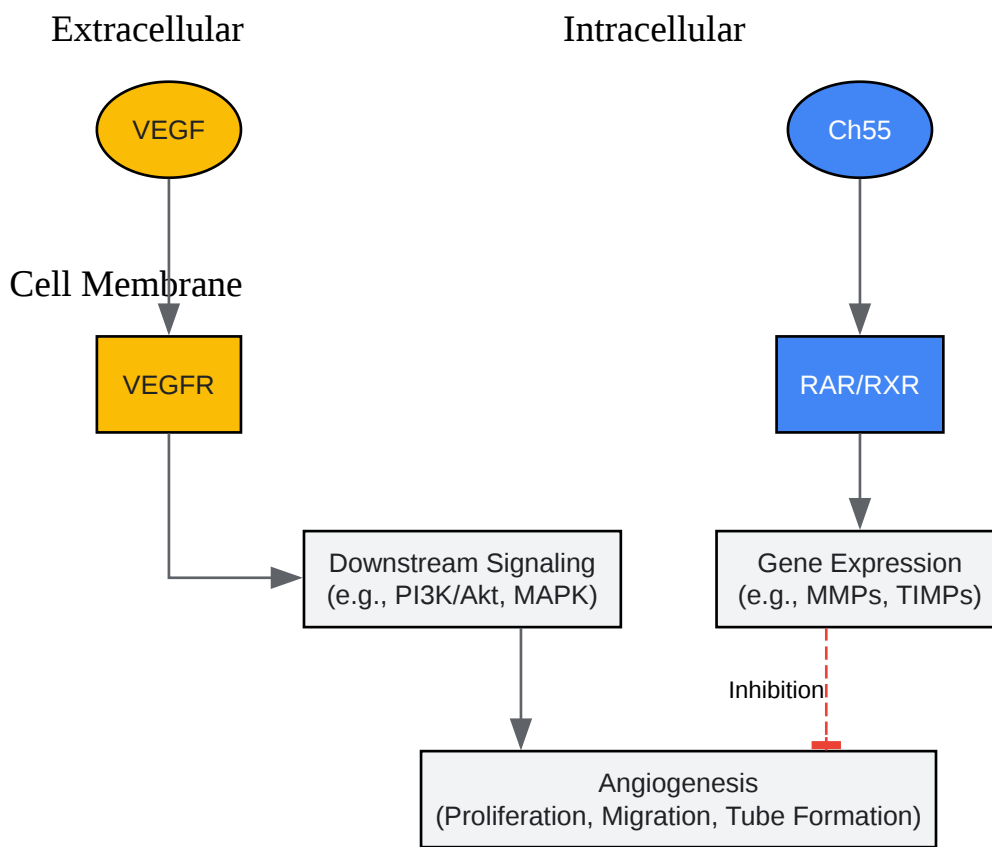 Extracellular
Intracellular
VEGF
Ch55
Cell Membrane
VEGFR
RAR/RXR
Downstream Signaling
(e.g., PI3K/Akt, MAPK)
Gene Expression
(e.g., MMPs, TIMPs)
Inhibition
Angiogenesis
(Proliferation, Migration, Tube Formation)